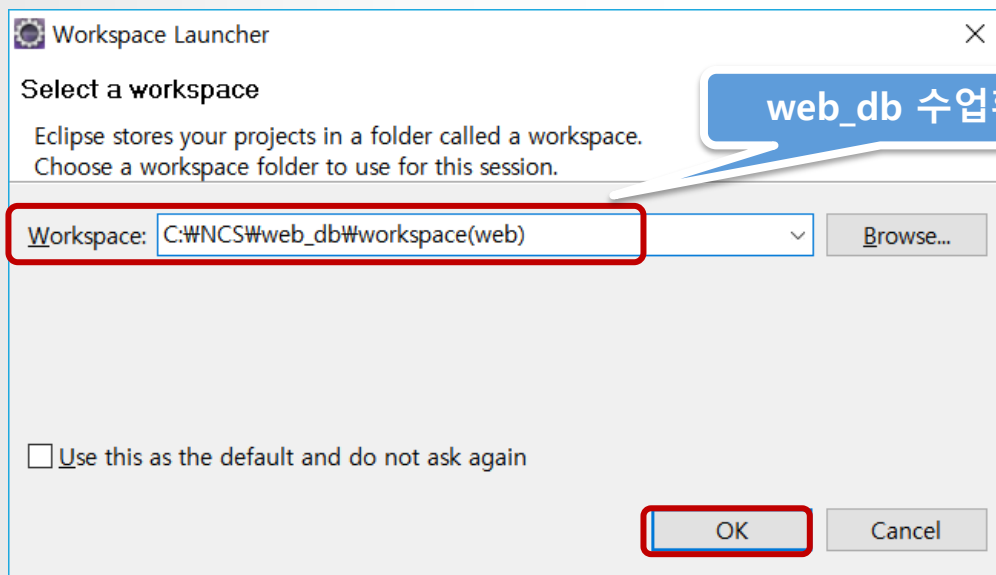 Workspace Launcher
Select a workspace
web_db 수업
Eclipse stores your projects in a folder called a workspace.
Choose a workspace folder to use for this session.
Workspace: C:₩NCS₩web_db₩workspace(web)
Browse...
Use this as the default and do not ask again
OK
Cancel